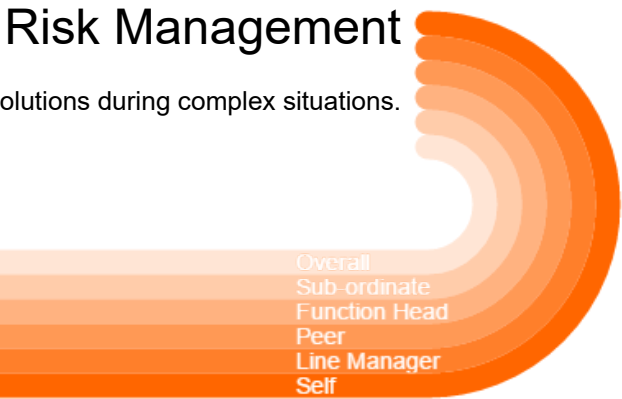 Risk Management
olutions during complex situations.
Overall
Sub-ordinate
Function Head
Peer
Line Manager
Self